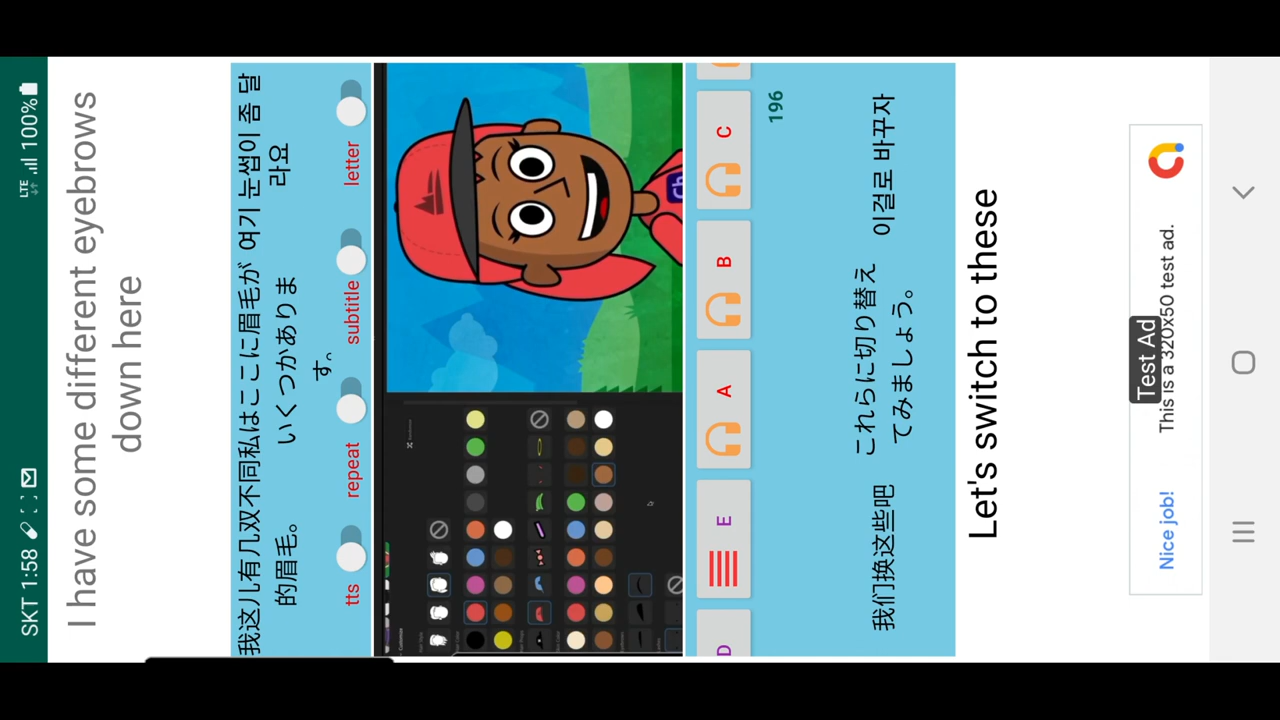 SKT 1:58
LTE 100%
I have some different eyebrows
down here
我这儿有几双不同
的眉毛。
私はここに眉毛が
いくつかありま
す。
여기 눈썹이 좀 달
라요
tts
repeat
subtitle
letter
Ch
D
E
A
B
C
196
我们换这些吧
これらに切り替え
てみましょう。
이걸로 바꾸자
Let's switch to these
Test Ad
Nice job!
This is a 320x50 test ad.